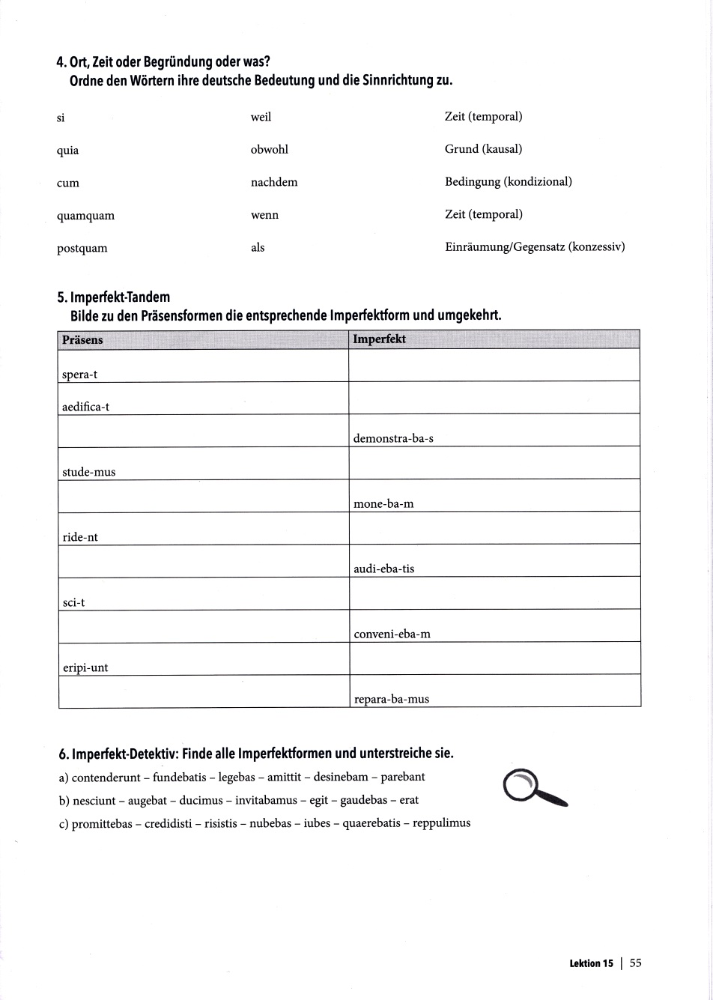 4. Ort, Zeit oder Begründung oder was?
Ordne den Wörtern ihre deutsche Bedeutung und die Sinnrichtung zu.
si weil Zeit (temporal)
quia obwohl Grund (kausal)
cum nachdem Bedingung (kondizional)
quamquam wenn Zeit (temporal)
postquam als Einräumung/Gegensatz (konzessiv)
5. Imperfekt-Tandem
Bilde zu den Präsensformen die entsprechende Imperfektform und umgekehrt.
Präsens Imperfekt
spera-t
aedifica-t
demonstra-ba-s
stude-mus
mone-ba-m
ride-nt
audi-eba-tis
sci-t
conveni-eba-m
eripi-unt
repara-ba-mus
6. Imperfekt-Detektiv: Finde alle Imperfektformen und unterstreiche sie.
a) contenderunt – fundebatis – legebas – amittit – desinebam – parebant
b) nesciunt – augebat – ducimus – invitabamus – egit – gaudebas – erat
c) promittebas – credidisti – risistis – nubebas – iubes – quaerebatis – reppulimus
Lektion 15 | 55